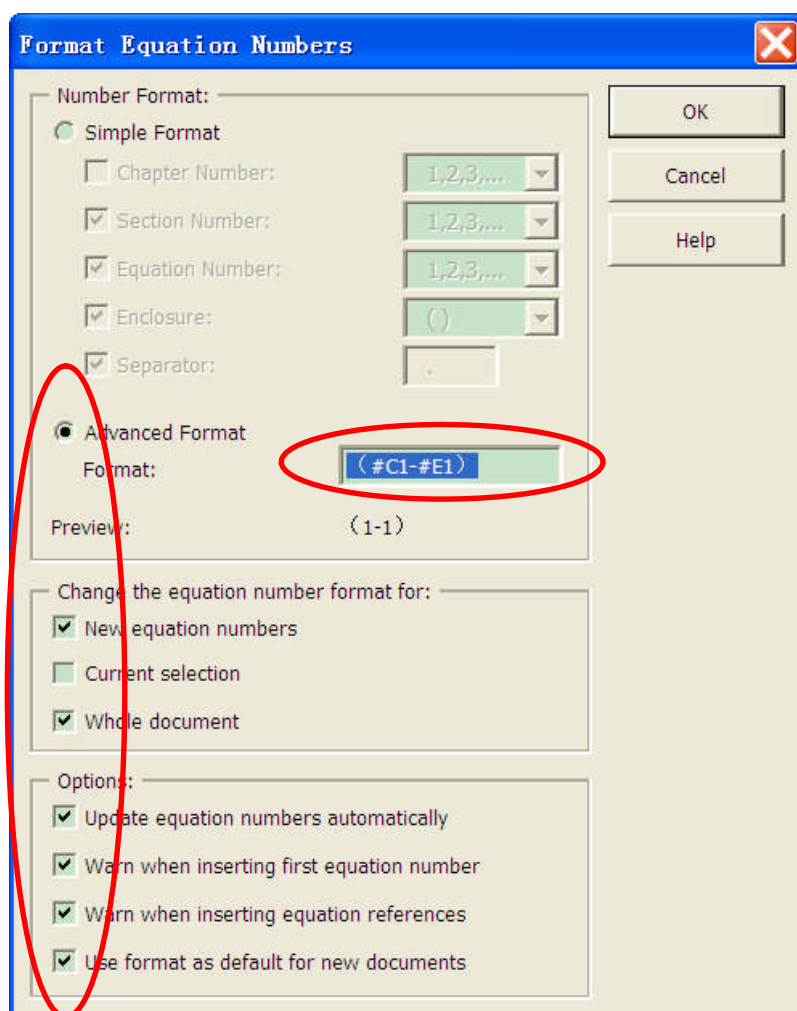 Format Equation Numbers
Number Format:
OK
Simple Format
Chapter Number: 1,2,3,...
Cancel
Section Number: 1,2,3,...
Help
Equation Number: 1,2,3,...
Enclosure: ()
Separator: .
Advanced Format
Format: （#C1-#E1）
Preview: （1-1）
Change the equation number format for:
New equation numbers
Current selection
Whole document
Options:
Update equation numbers automatically
Warn when inserting first equation number
Warn when inserting equation references
Use format as default for new documents